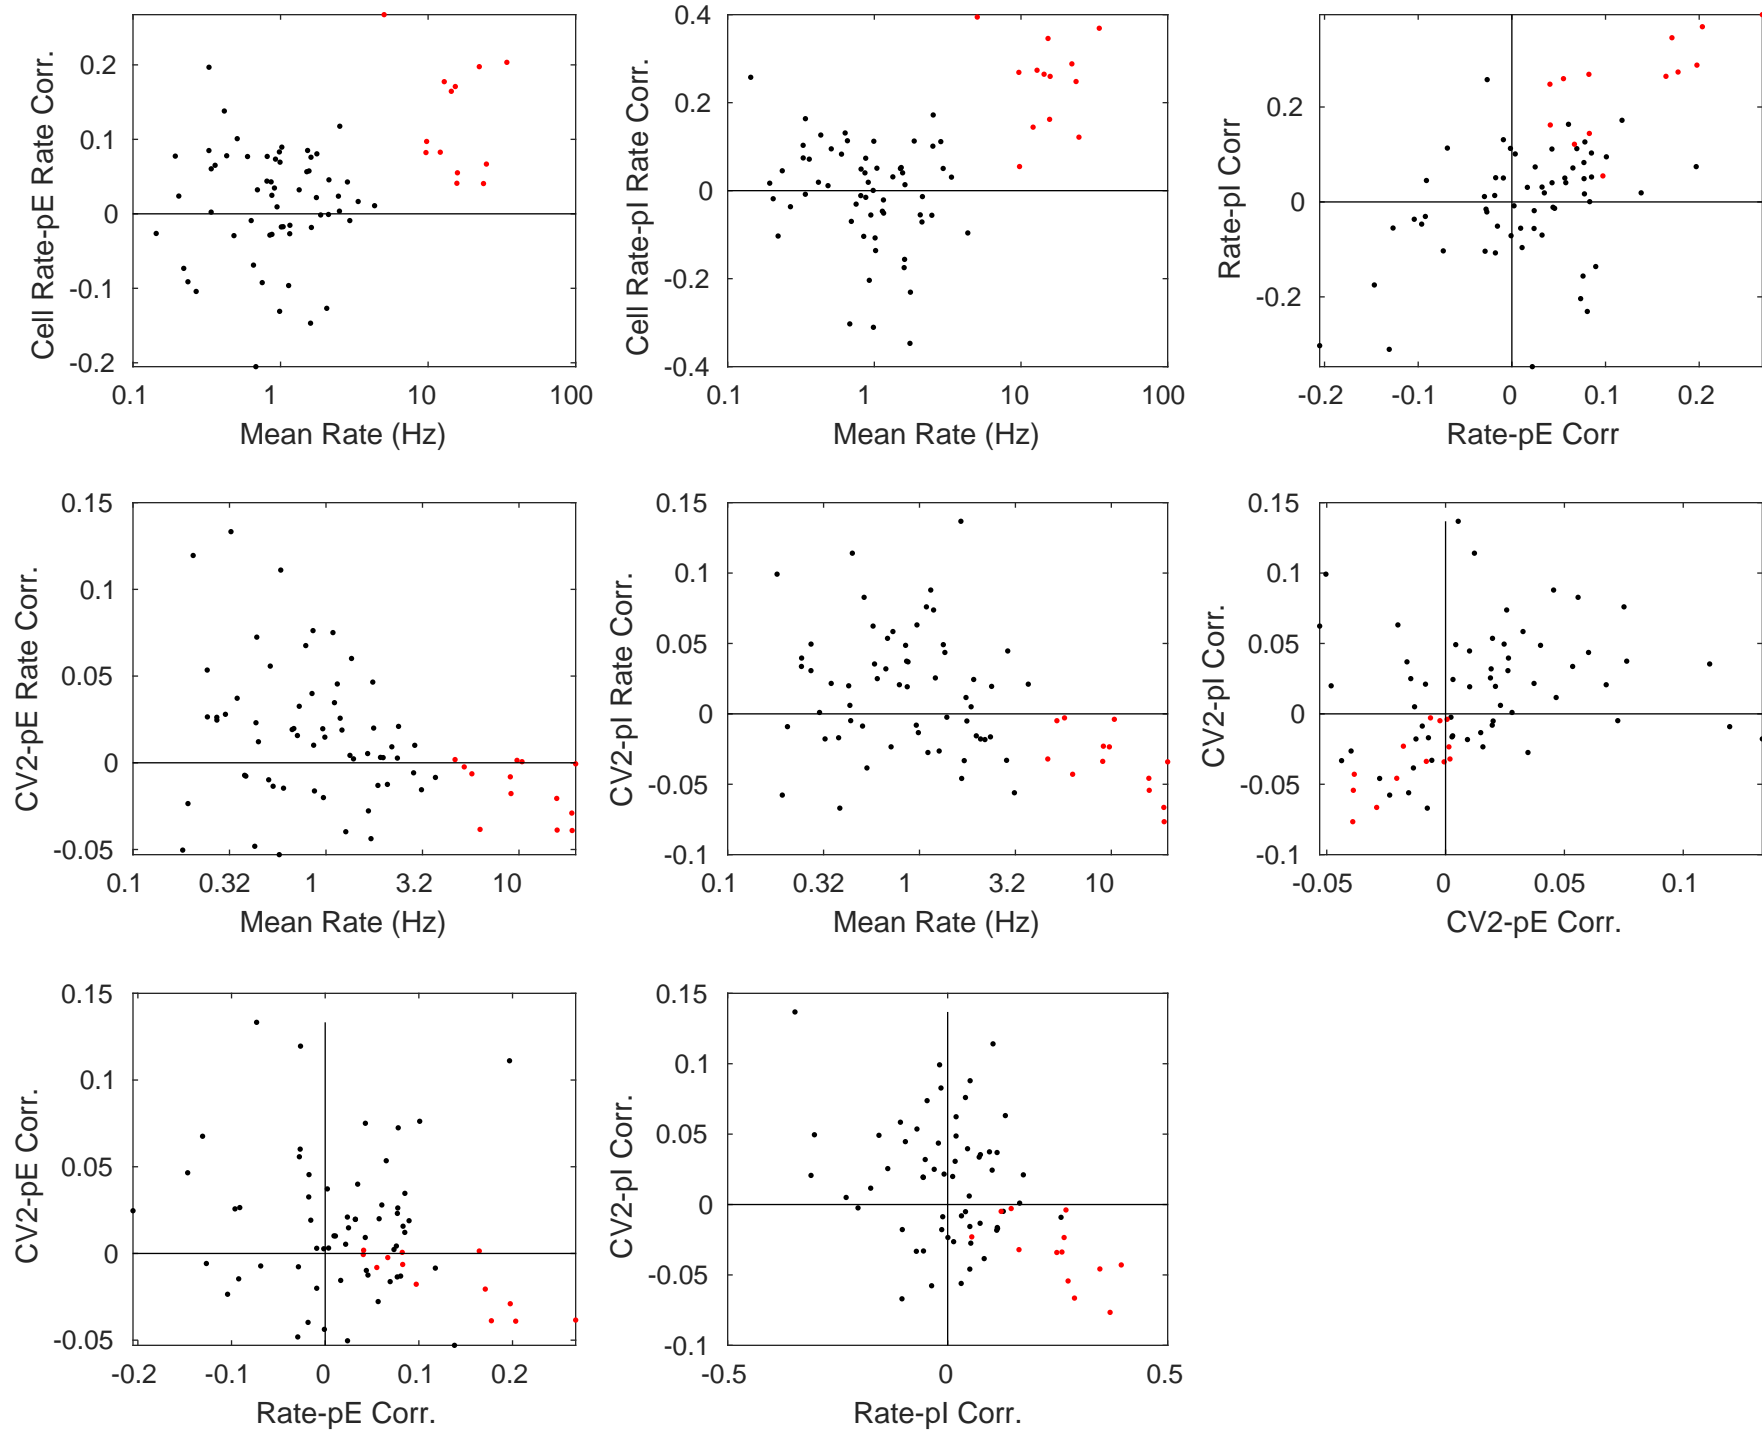 Cell Rate-pE Rate Corr.
0.2
0.1
0
-0.1
-0.2
0.1 1 10 100
Mean Rate (Hz)
Cell Rate-pI Rate Corr.
0.4
0.2
0
-0.2
-0.4
0.1 1 10 100
Mean Rate (Hz)
Rate-pI Corr
0.2
0
-0.2
-0.2 -0.1 0 0.1 0.2
Rate-pE Corr
CV2-pE Rate Corr.
0.15
0.1
0.05
0
-0.05
0.1 0.32 1 3.2 10
Mean Rate (Hz)
CV2-pI Rate Corr.
0.15
0.1
0.05
0
-0.05
-0.1
0.1 0.32 1 3.2 10
Mean Rate (Hz)
CV2-pI Corr.
0.15
0.1
0.05
0
-0.05
-0.1
-0.05 0 0.05 0.1
CV2-pE Corr.
CV2-pE Corr.
0.15
0.1
0.05
0
-0.05
-0.2 -0.1 0 0.1 0.2
Rate-pE Corr.
CV2-pI Corr.
0.15
0.1
0.05
0
-0.05
-0.1
-0.5 0 0.5
Rate-pI Corr.